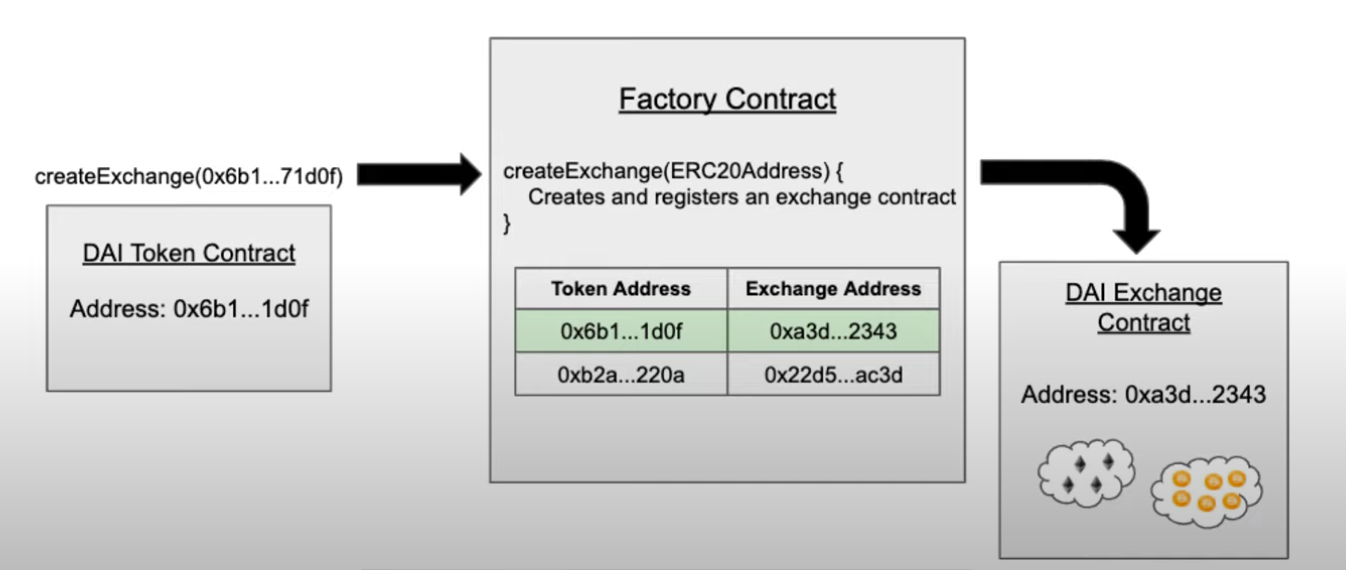 createExchange(0x6b1...71d0f)
DAI Token Contract
Address: 0x6b1...1d0f
Factory Contract
createExchange(ERC20Address) {
Creates and registers an exchange contract
}
Token Address Exchange Address
0x6b1...1d0f 0xa3d...2343
0xb2a...220a 0x22d5...ac3d
DAI Exchange
Contract
Address: 0xa3d...2343